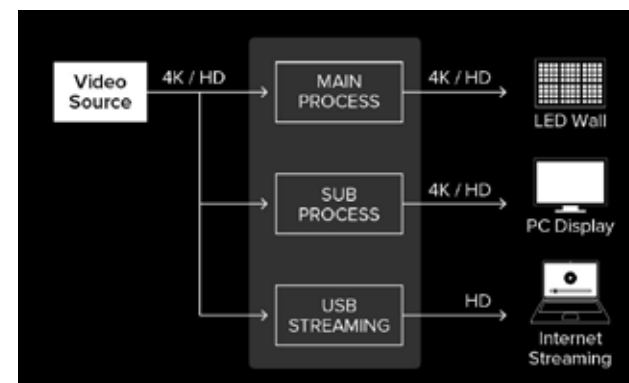 Video
Source
4K / HD
MAIN
PROCESS
4K / HD
LED Wall
SUB
PROCESS
4K / HD
PC Display
USB
STREAMING
HD
Internet
Streaming